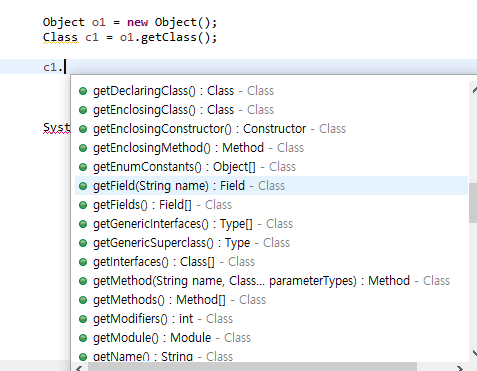 Object o1 = new Object();
Class c1 = o1.getClass();
c1.
Syst
getDeclaringClass() : Class - Class
getEnclosingClass() : Class - Class
getEnclosingConstructor() : Constructor - Class
getEnclosingMethod() : Method - Class
getEnumConstants() : Object[] - Class
getField(String name) : Field - Class
getFields() : Field[] - Class
getGenericInterfaces() : Type[] - Class
getGenericSuperclass() : Type - Class
getInterfaces() : Class[] - Class
getMethod(String name, Class... parameterTypes) : Method - Class
getMethods() : Method[] - Class
getModifiers() : int - Class
getModule() : Module - Class
getName() : String - Class